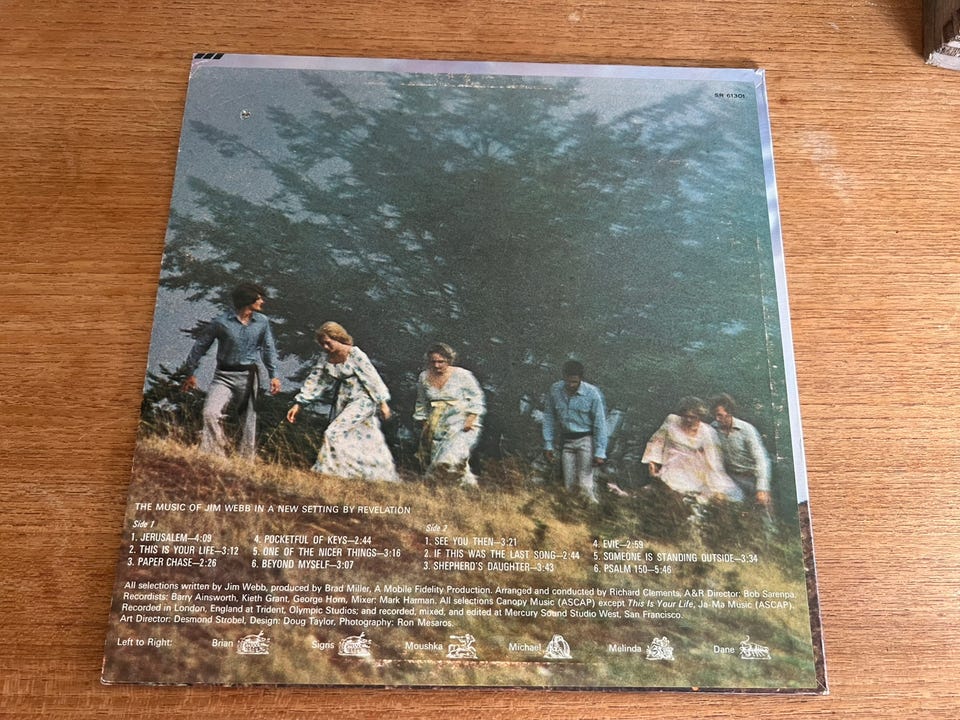 SR 61301
THE MUSIC OF JIM WEBB IN A NEW SETTING BY REVELATION
Side 1
1. JERUSALEM—4:09
2. THIS IS YOUR LIFE—3:12
3. PAPER CHASE—2:26
4. POCKETFUL OF KEYS—2:44
5. ONE OF THE NICER THINGS—3:16
6. BEYOND MYSELF—3:07
Side 2
1. SEE YOU THEN—3:21
2. IF THIS WAS THE LAST SONG—2:44
3. SHEPHERD'S DAUGHTER—3:43
4. EVIE—2:59
5. SOMEONE IS STANDING OUTSIDE—3:34
6. PSALM 150—5:46
All selections written by Jim Webb, produced by Brad Miller, A Mobile Fidelity Production. Arranged and conducted by Richard Clements, A&R Director: Bob Sarenpa.
Recordists: Barry Ainsworth, Kieth Grant, George Horn, Mixer: Mark Harman. All selections Canopy Music (ASCAP) except This Is Your Life, Ja-Ma Music (ASCAP).
Recorded in London, England at Trident, Olympic Studios; and recorded, mixed, and edited at Mercury Sound Studio West, San Francisco.
Art Director: Desmond Strobel, Design: Doug Taylor, Photography: Ron Mesaros.
Left to Right: Brian Signs Moushka Michael Melinda Dane